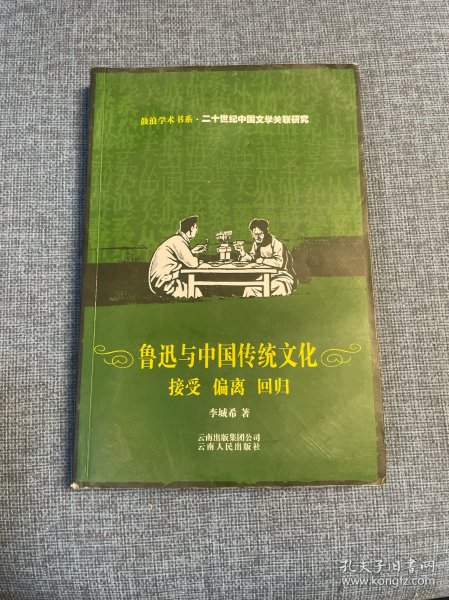 鼓浪学术书系·二十世纪中国文学关联研究
鲁迅与中国传统文化
接受 偏离 回归
李城希 著
云南出版集团公司
云南人民出版社
孔夫子旧书网
www.kongfz.com